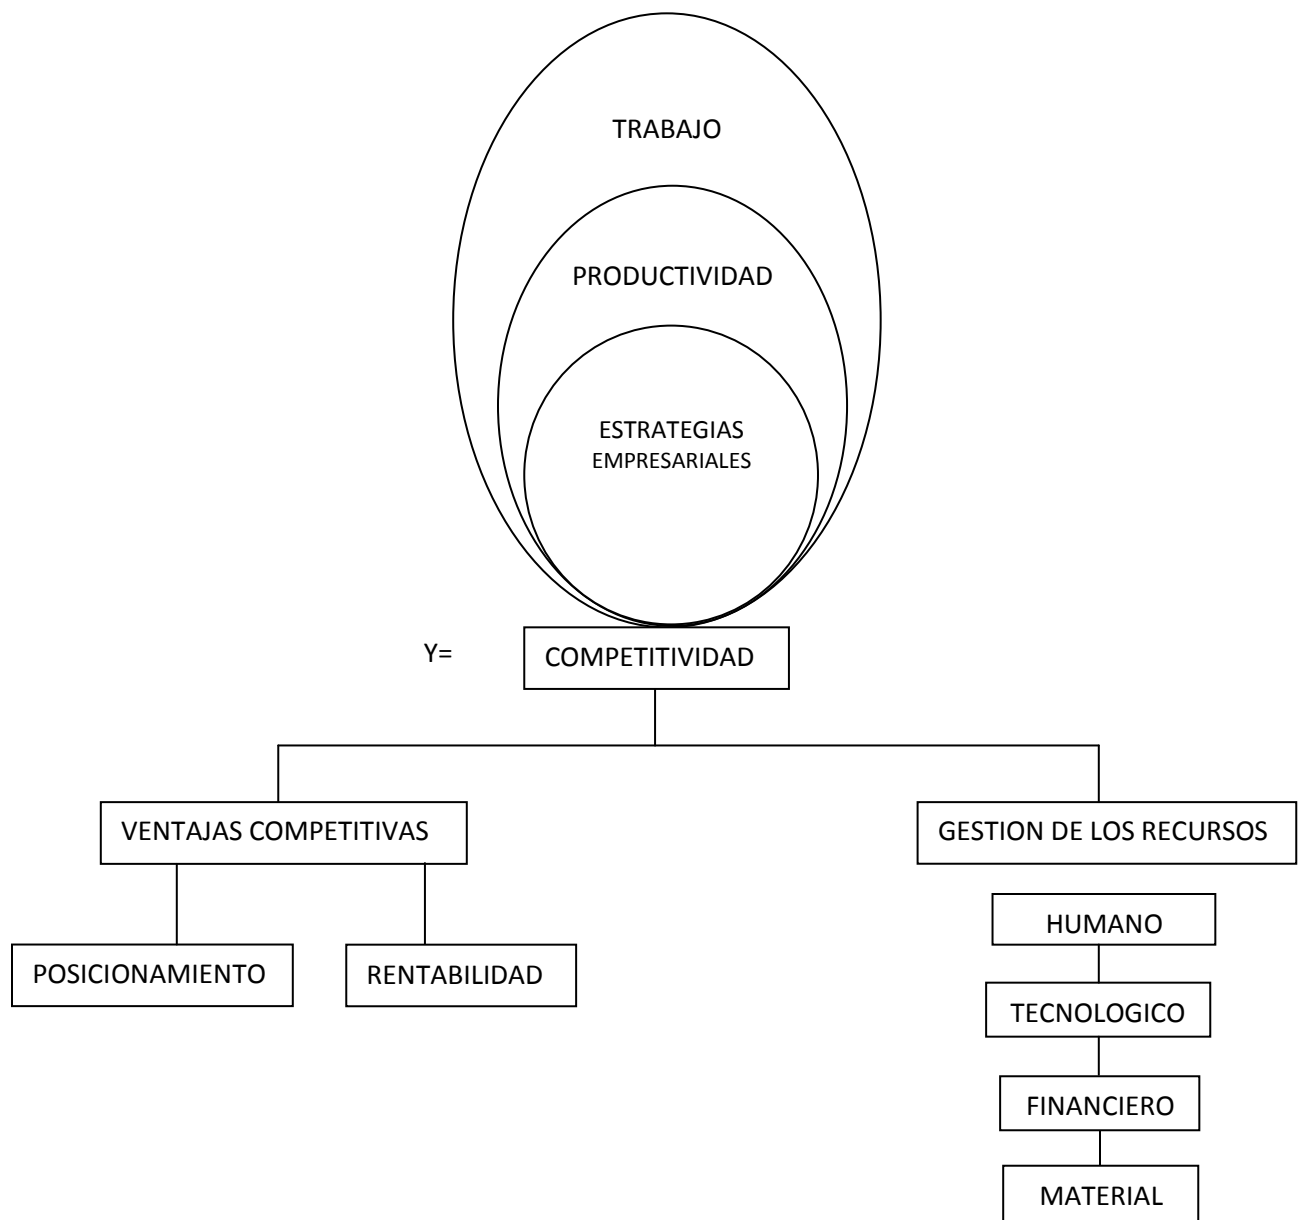 TRABAJO
PRODUCTIVIDAD
ESTRATEGIAS
EMPRESARIALES
Y=
COMPETITIVIDAD
VENTAJAS COMPETITIVAS
GESTION DE LOS RECURSOS
HUMANO
POSICIONAMIENTO
RENTABILIDAD
TECNOLOGICO
FINANCIERO
MATERIAL